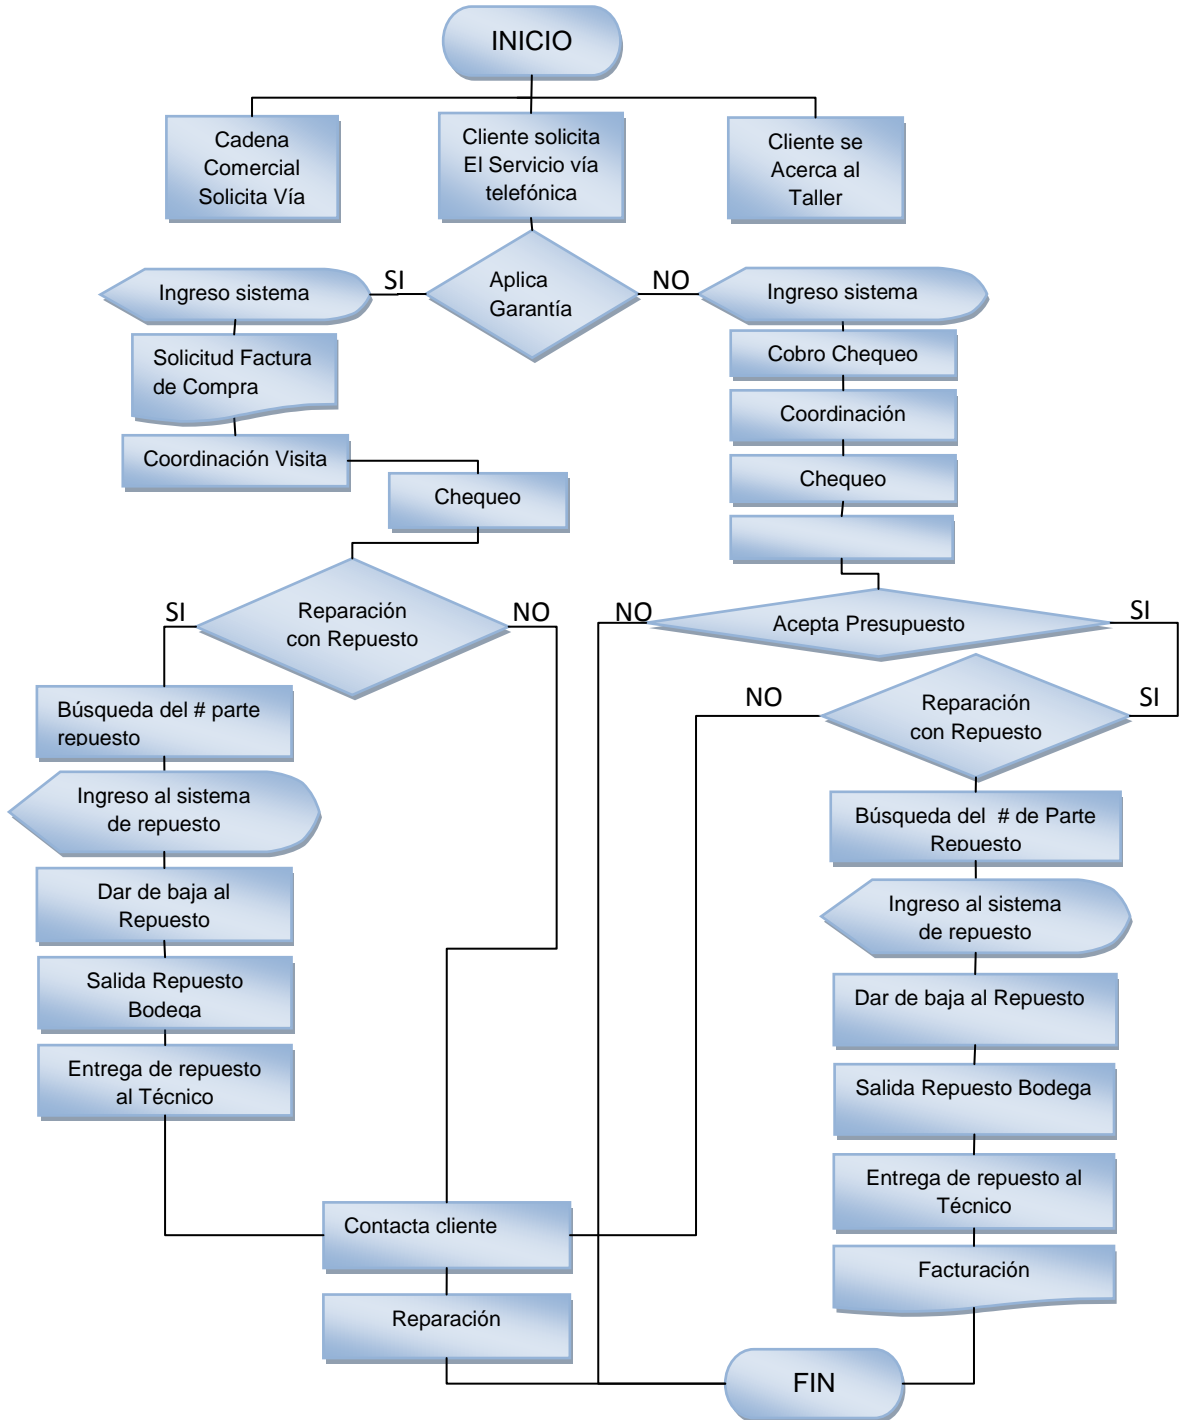 INICIO
Cadena
Comercial
Solicita Vía
Cliente solicita
El Servicio vía
telefónica
Cliente se
Acerca al
Taller
SI
Aplica
Garantía
NO
Ingreso sistema
Ingreso sistema
Solicitud Factura
de Compra
Cobro Chequeo
Coordinación
Coordinación Visita
Chequeo
Chequeo
SI
Reparación
con Repuesto
NO
NO
Acepta Presupuesto
SI
NO
Reparación
con Repuesto
SI
Búsqueda del # parte
repuesto
Ingreso al sistema
de repuesto
Dar de baja al
Repuesto
Salida Repuesto
Bodega
Entrega de repuesto
al Técnico
Búsqueda del # de Parte
Repuesto
Ingreso al sistema
de repuesto
Dar de baja al Repuesto
Salida Repuesto Bodega
Entrega de repuesto al
Técnico
Facturación
Contacta cliente
Reparación
FIN